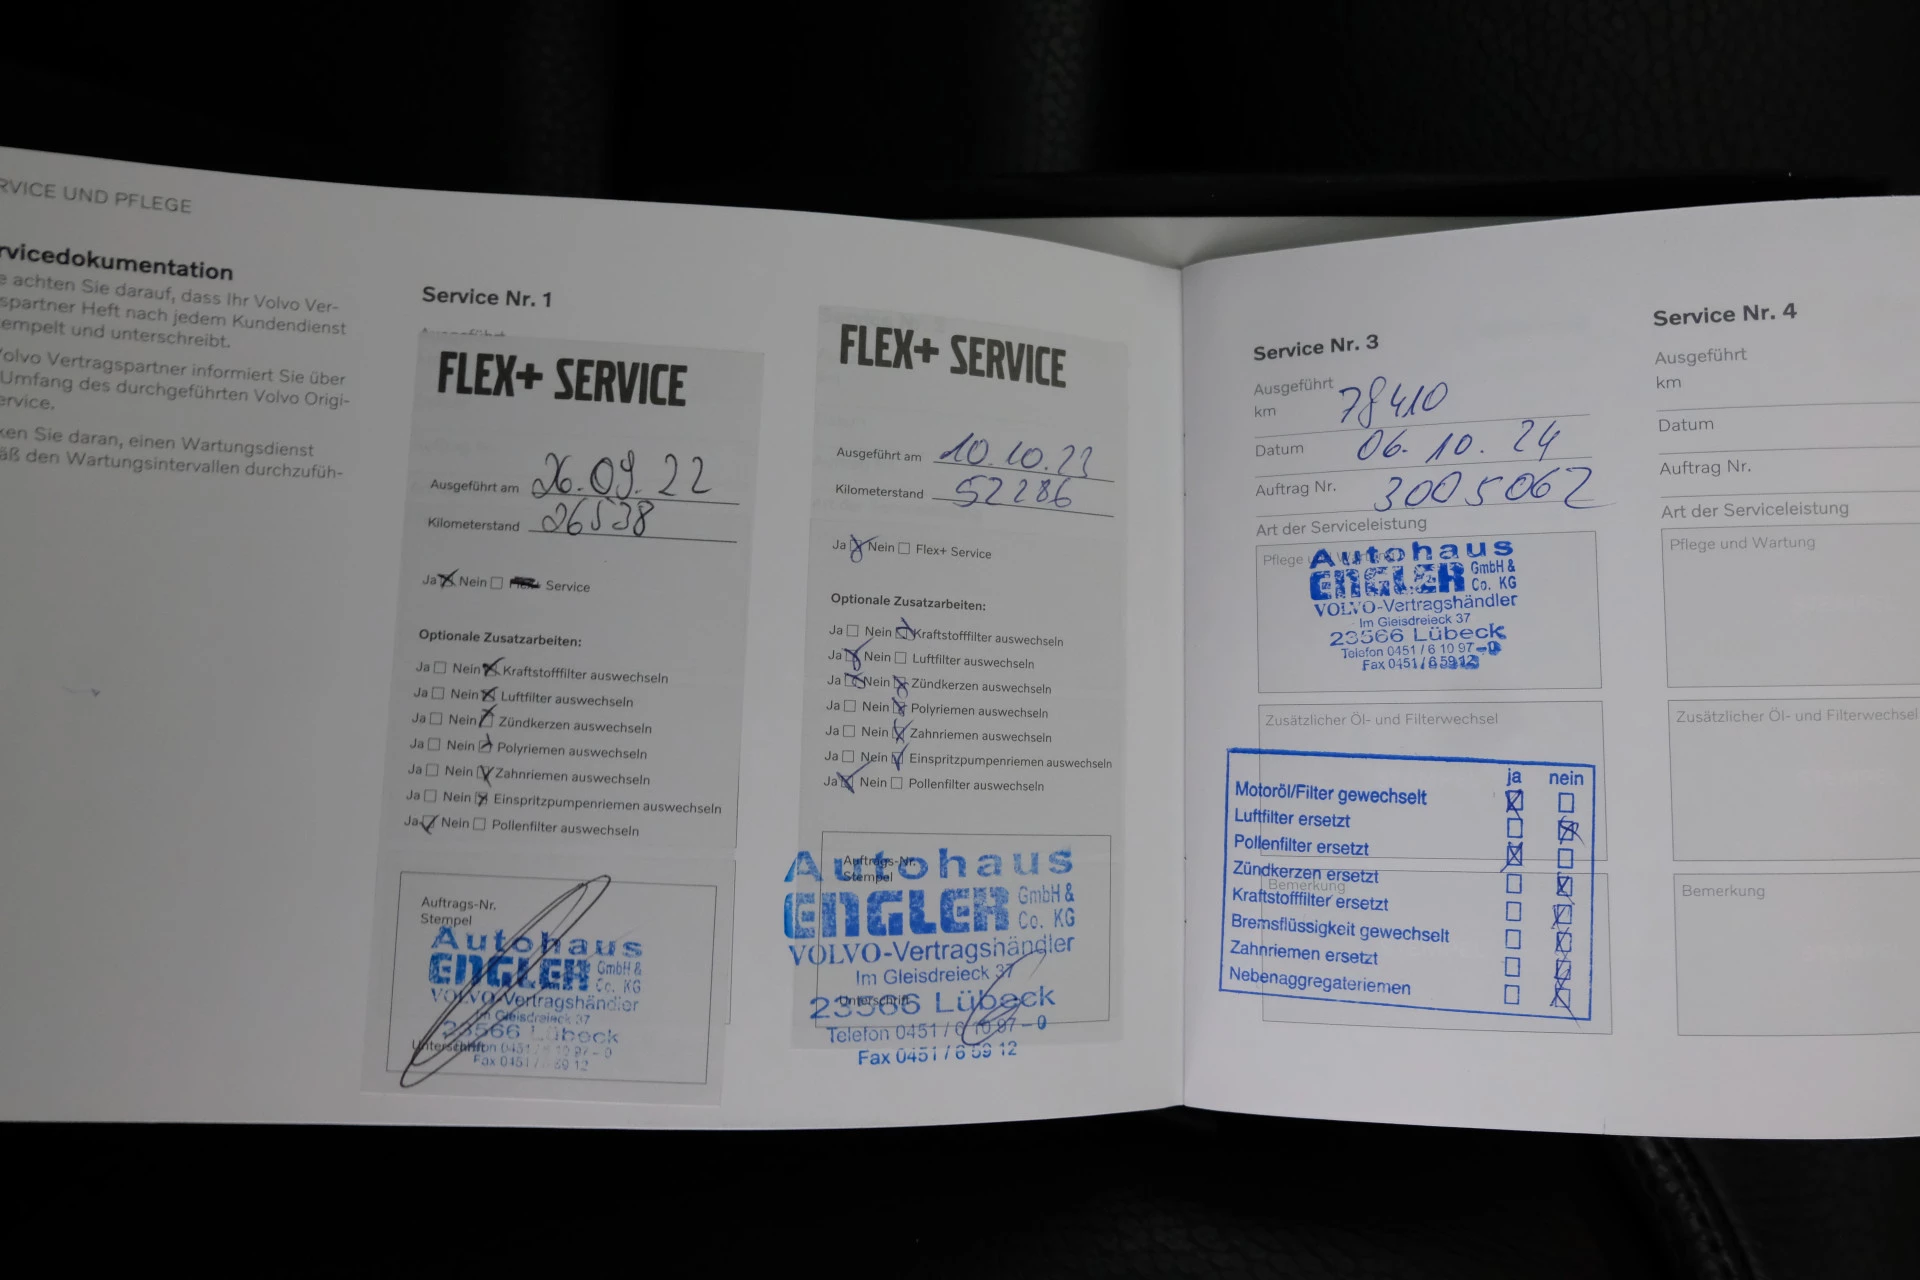 RVICE UND PFLEGE
rvicedokumentation
e achten Sie darauf, dass Ihr Volvo Ver-
spartner Heft nach jedem Kundendienst
empelt und unterschreibt.
Volvo Vertragspartner informiert Sie über
Umfang des durchgeführten Volvo Origi-
ervice.
ken Sie daran, einen Wartungsdienst
äß den Wartungsintervallen durchzufüh-
Service Nr. 1
FLEX+ SERVICE
Ausgeführt am 26.09.22
Kilometerstand 26538
Ja Nein Service
Optionale Zusatzarbeiten:
Ja Nein Kraftstofffilter auswechseln
Ja Nein Luftfilter auswechseln
Ja Nein Zündkerzen auswechseln
Ja Nein Polyriemen auswechseln
Ja Nein Zahnriemen auswechseln
Ja Nein Einspritzpumpenriemen auswechseln
Ja Nein Pollenfilter auswechseln
Auftrags-Nr.
Stempel
Autohaus
ENGLER GmbH & Co. KG
VOLVO-Vertragshändler
Im Gleisdreieck 37
23566 Lübeck
Unterschrift
Fax 0451
FLEX+ SERVICE
Ausgeführt am 10.10.23
Kilometerstand 52286
Ja Nein Flex+ Service
Optionale Zusatzarbeiten:
Ja Nein Kraftstofffilter auswechseln
Ja Nein Luftfilter auswechseln
Ja Nein Zündkerzen auswechseln
Ja Nein Polyriemen auswechseln
Ja Nein Zahnriemen auswechseln
Ja Nein Einspritzpumpenriemen auswechseln
Ja Nein Pollenfilter auswechseln
Auftrags-Nr.
Stempel
Autohaus
ENGLER GmbH & Co. KG
VOLVO-Vertragshändler
Im Gleisdreieck 37
Unterschrift
23566 Lübeck
Telefon 0451 / 6 10 97 - 0
Fax 0451 / 6 59 12
Service Nr. 3
Ausgeführt
km 78410
Datum 06.10.24
Auftrag Nr. 3005062
Art der Serviceleistung
Pflege und Wartung
Autohaus
ENGLER GmbH & Co. KG
VOLVO-Vertragshändler
Im Gleisdreieck 37
23566 Lübeck
Telefon 0451 / 6 10 97 - 0
Fax 0451 / 6 59 12
Zusätzlicher Öl- und Filterwechsel
ja nein
Motoröl/Filter gewechselt
Luftfilter ersetzt
Pollenfilter ersetzt
Zündkerzen ersetzt
Bemerkung
Kraftstofffilter ersetzt
Bremsflüssigkeit gewechselt
Zahnriemen ersetzt
Nebenaggregateriemen
Service Nr. 4
Ausgeführt
km
Datum
Auftrag Nr.
Art der Serviceleistung
Pflege und Wartung
Zusätzlicher Öl- und Filterwechsel
Bemerkung